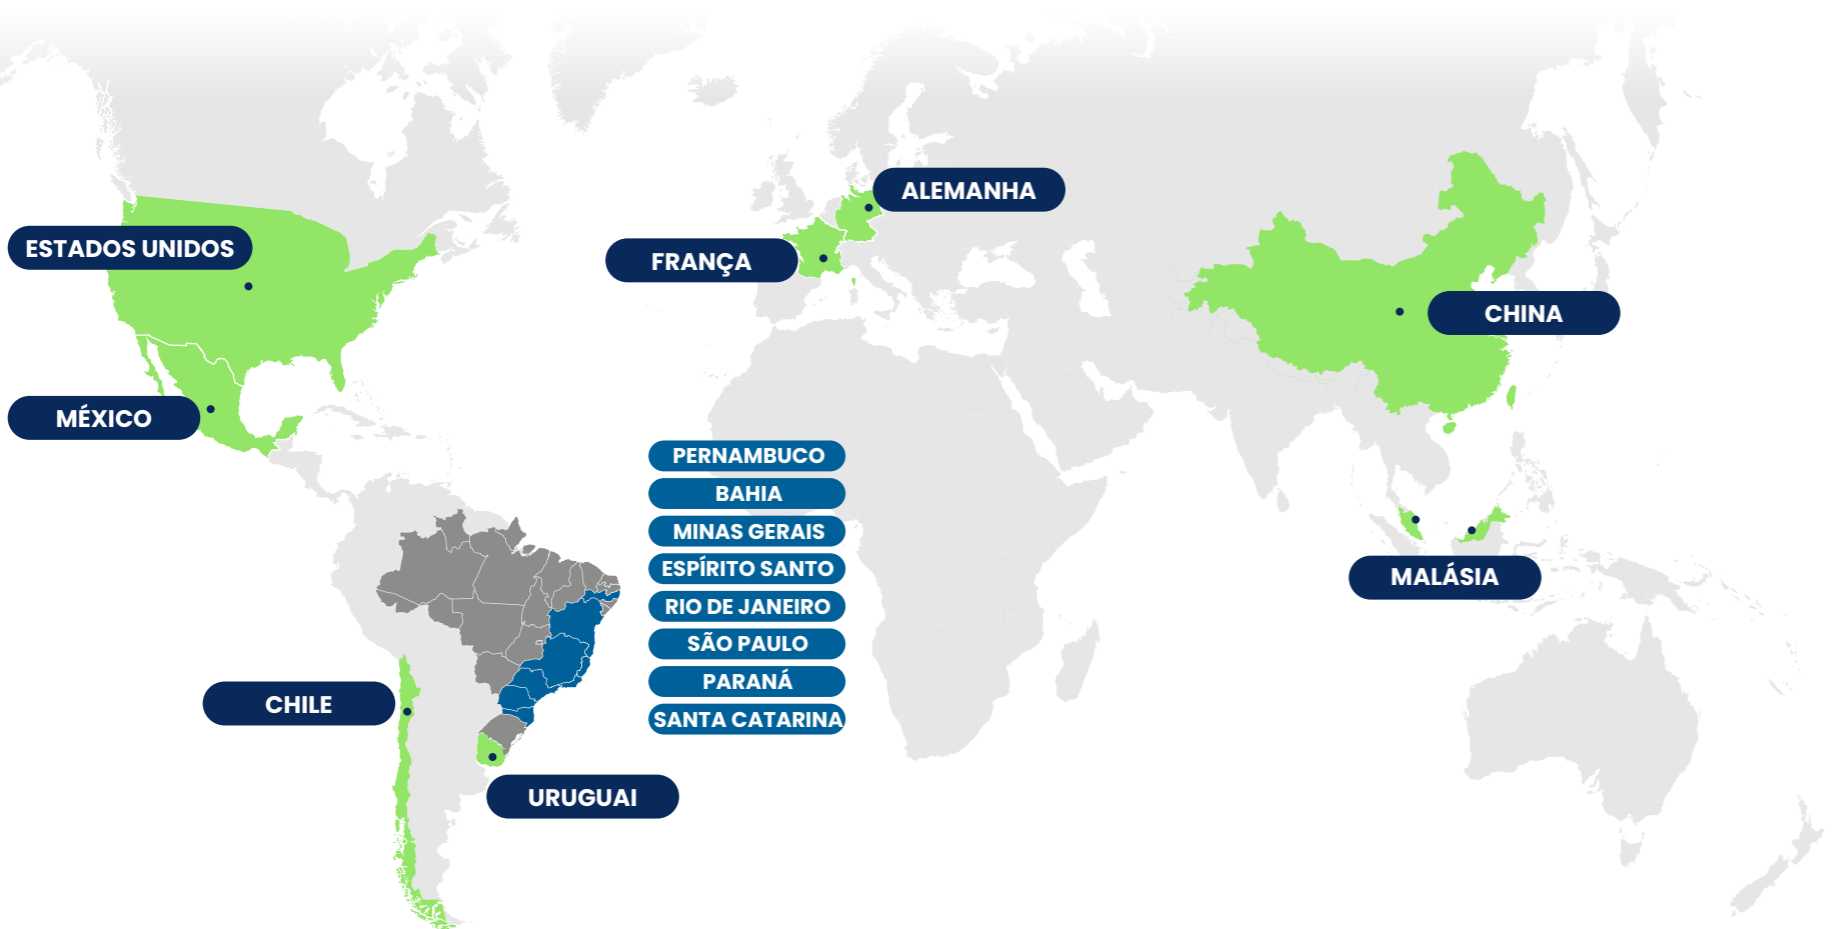 ALEMANHA
ESTADOS UNIDOS
FRANÇA
CHINA
MÉXICO
PERNAMBUCO
BAHIA
MINAS GERAIS
ESPÍRITO SANTO
RIO DE JANEIRO
SÃO PAULO
PARANÁ
SANTA CATARINA
MALÁSIA
CHILE
URUGUAI